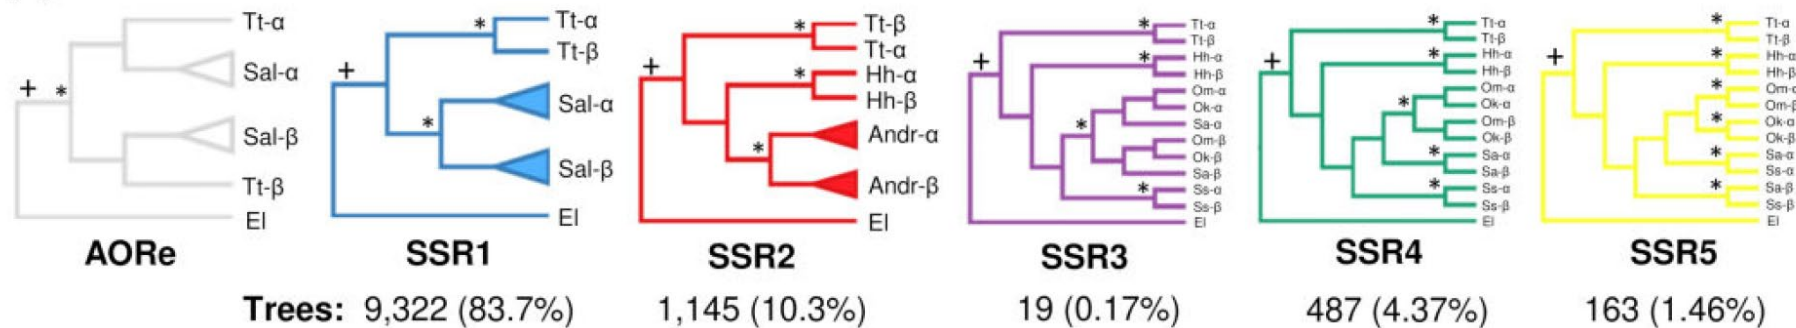 + * Tt-α
Sal-α
Sal-β
Tt-β
El
AORe
+ * Tt-α
Tt-β
* Sal-α
Sal-β
El
SSR1
+ * Tt-β
Tt-α
* Hh-α
Hh-β
* Andr-α
Andr-β
El
SSR2
+ * Tt-α
Tt-β
* Hh-α
Hh-β
Om-α
Ok-α
* Sa-α
Om-β
Ok-β
Sa-β
* Ss-α
Ss-β
El
SSR3
+ * Tt-α
Tt-β
* Hh-α
Hh-β
Om-α
* Ok-α
Om-β
Ok-β
* Sa-α
Sa-β
* Ss-α
Ss-β
El
SSR4
+ * Tt-α
Tt-β
* Hh-α
Hh-β
* Om-α
Om-β
* Ok-α
Ok-β
* Sa-α
Ss-α
* Sa-β
Ss-β
El
SSR5
Trees: 9,322 (83.7%) 1,145 (10.3%) 19 (0.17%) 487 (4.37%) 163 (1.46%)